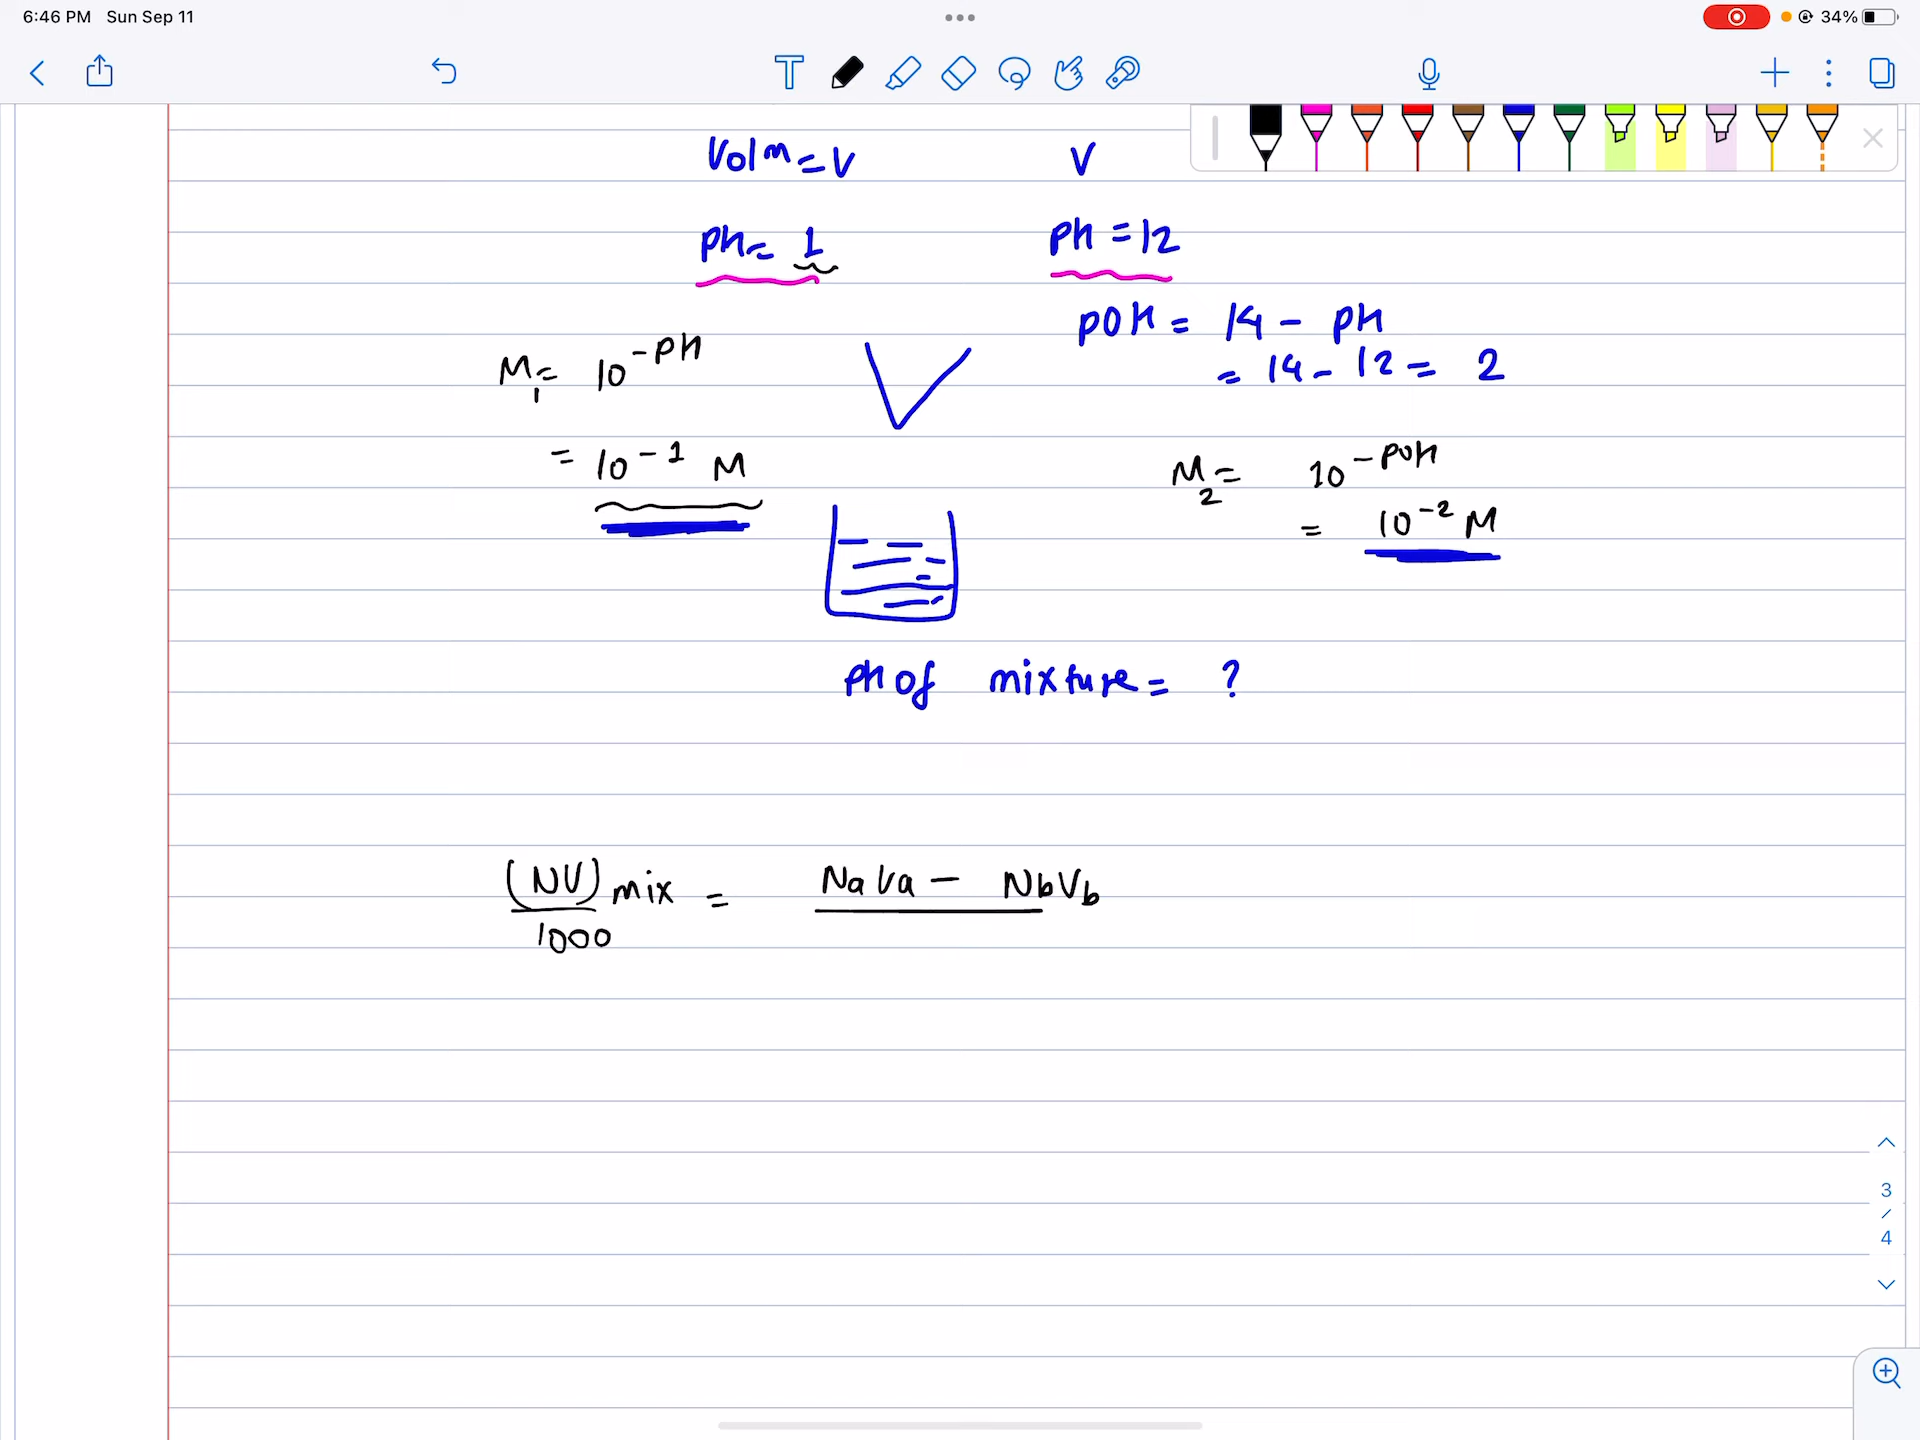 6:46 PM Sun Sep 11
34%
T
Volm = V V
pH = 1 pH = 12
pOH = 14 - pH
= 14 - 12 = 2
M1 = 10^-pH
= 10^-1 M
M2 = 10^-pOH
= 10^-2 M
pH of mixture = ?
(NV) mix = NaVa - NbVb
1000
3
/
4